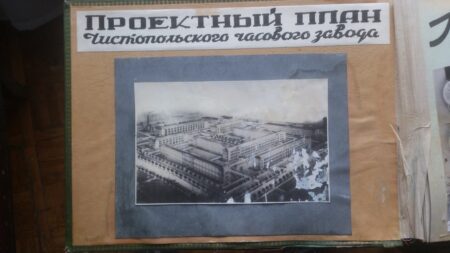 Проектный план
Чистопольского часового завода